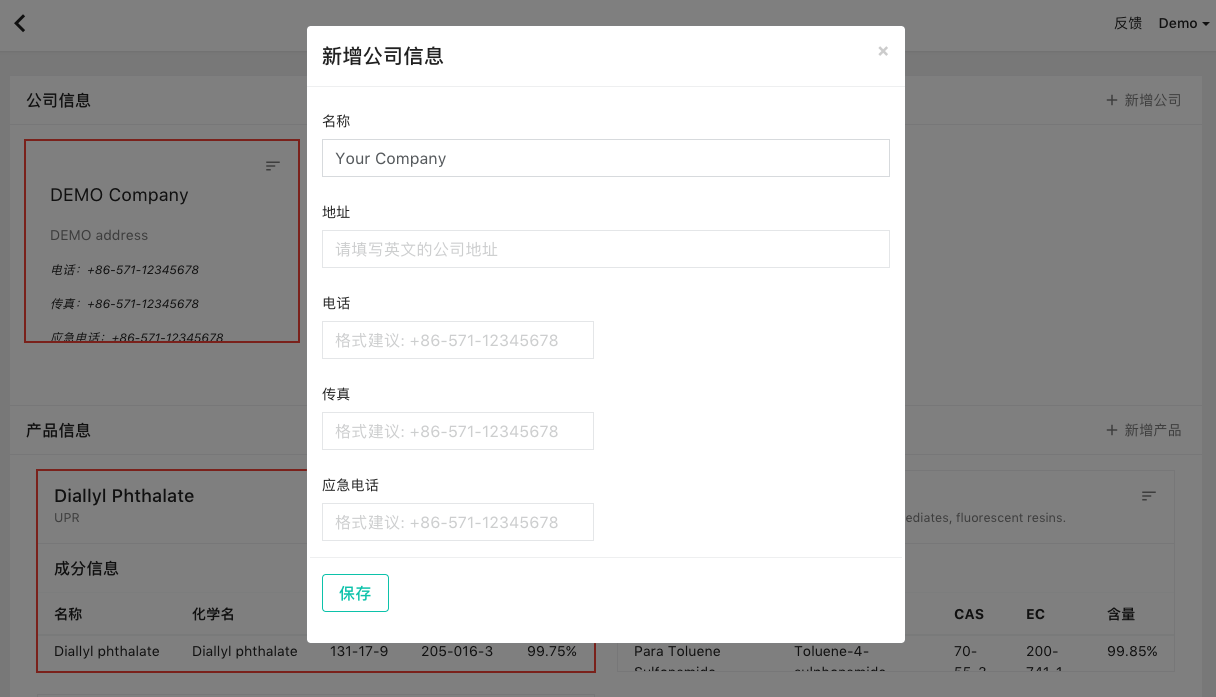 反馈 Demo
新增公司信息 ×
公司信息
+ 新增公司
名称
Your Company
DEMO Company
DEMO address
电话：+86-571-12345678
传真：+86-571-12345678
应急电话：+86-571-12345678
地址
请填写英文的公司地址
电话
格式建议: +86-571-12345678
传真
格式建议: +86-571-12345678
应急电话
格式建议: +86-571-12345678
保存
产品信息
+ 新增产品
Diallyl Phthalate
UPR
成分信息
名称 化学名
Diallyl phthalate Diallyl phthalate 131-17-9 205-016-3 99.75%
ediates, fluorescent resins.
CAS EC 含量
Para Toluene Toluene-4- 70- 200- 99.85%
Sulfonamide sulphonamide 55-3 741-1